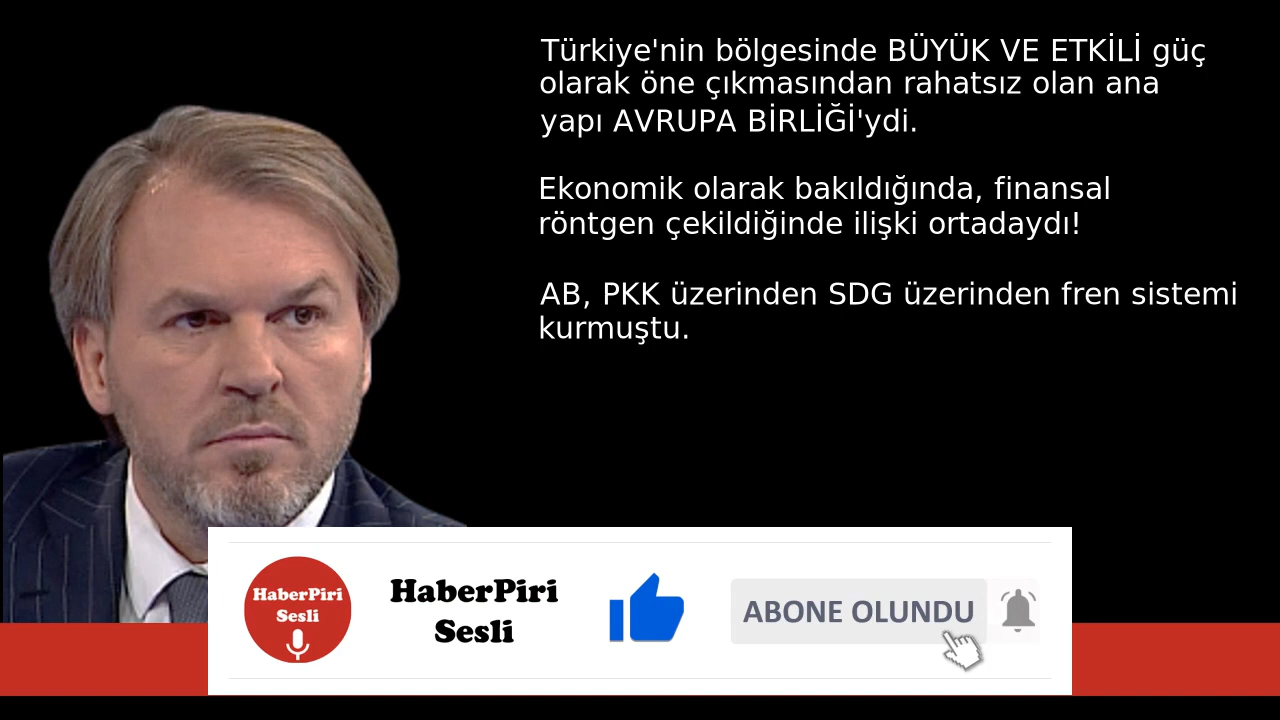 Türkiye'nin bölgesinde BÜYÜK VE ETKİLİ güç
olarak öne çıkmasından rahatsız olan ana
yapı AVRUPA BİRLİĞİ'ydi.
Ekonomik olarak bakıldığında, finansal
röntgen çekildiğinde ilişki ortadaydı!
AB, PKK üzerinden SDG üzerinden fren sistemi
kurmuştu.
HaberPiri
Sesli
HaberPiri
Sesli
ABONE OLUNDU